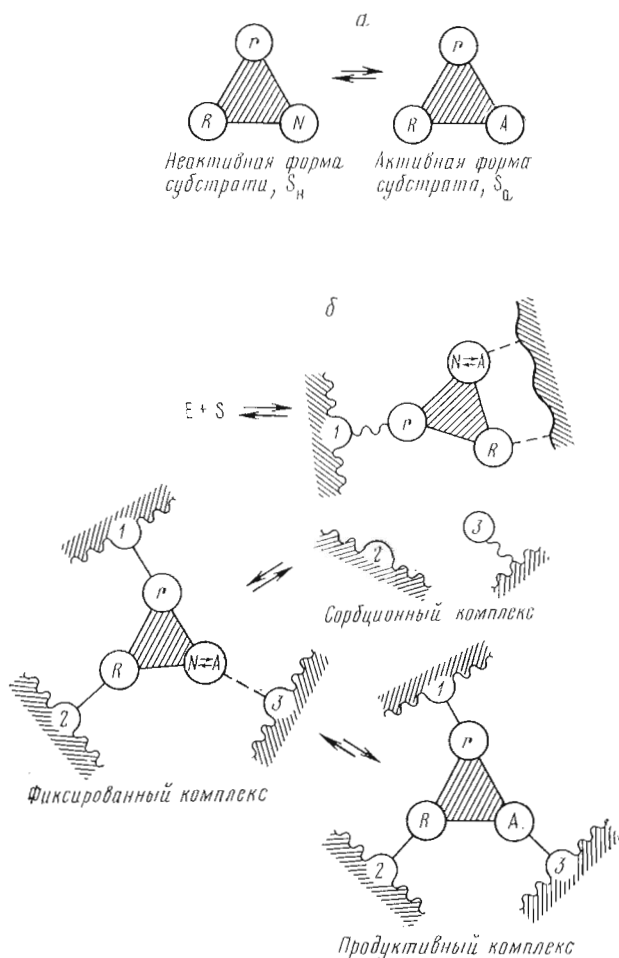 а
r
r
R
N
R
A
Неактивная форма
субстрата, Sн
Активная форма
субстрата, Sа
б
E + S
1
r
N⇄A
R
2
3
Сорбционный комплекс
1
r
R
N⇄A
2
3
Фиксированный комплекс
1
r
R
A
2
3
Продуктивный комплекс